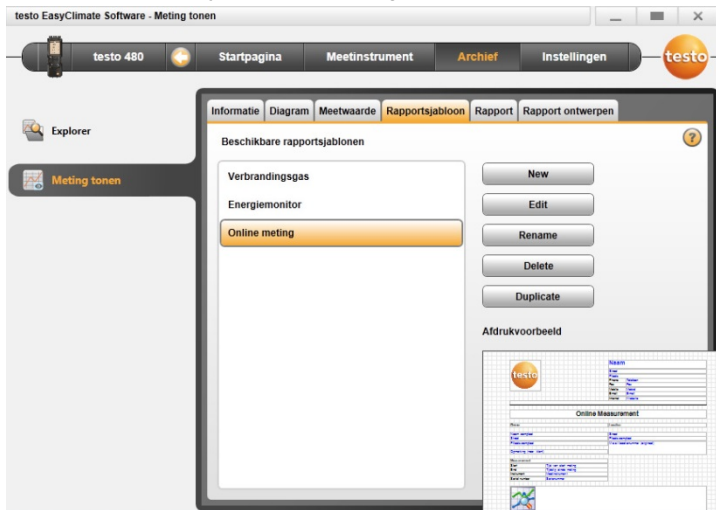 testo EasyClimate Software - Meting tonen
testo 480
Startpagina
Meetinstrument
Archief
Instellingen
testo
Informatie
Diagram
Meetwaarde
Rapportsjabloon
Rapport
Rapport ontwerpen
Explorer
Meting tonen
Beschikbare rapportsjablonen
?
Verbrandingsgas
Energiemonitor
Online meting
New
Edit
Rename
Delete
Duplicate
Afdrukvoorbeeld
testo
Naam
Online Measurement